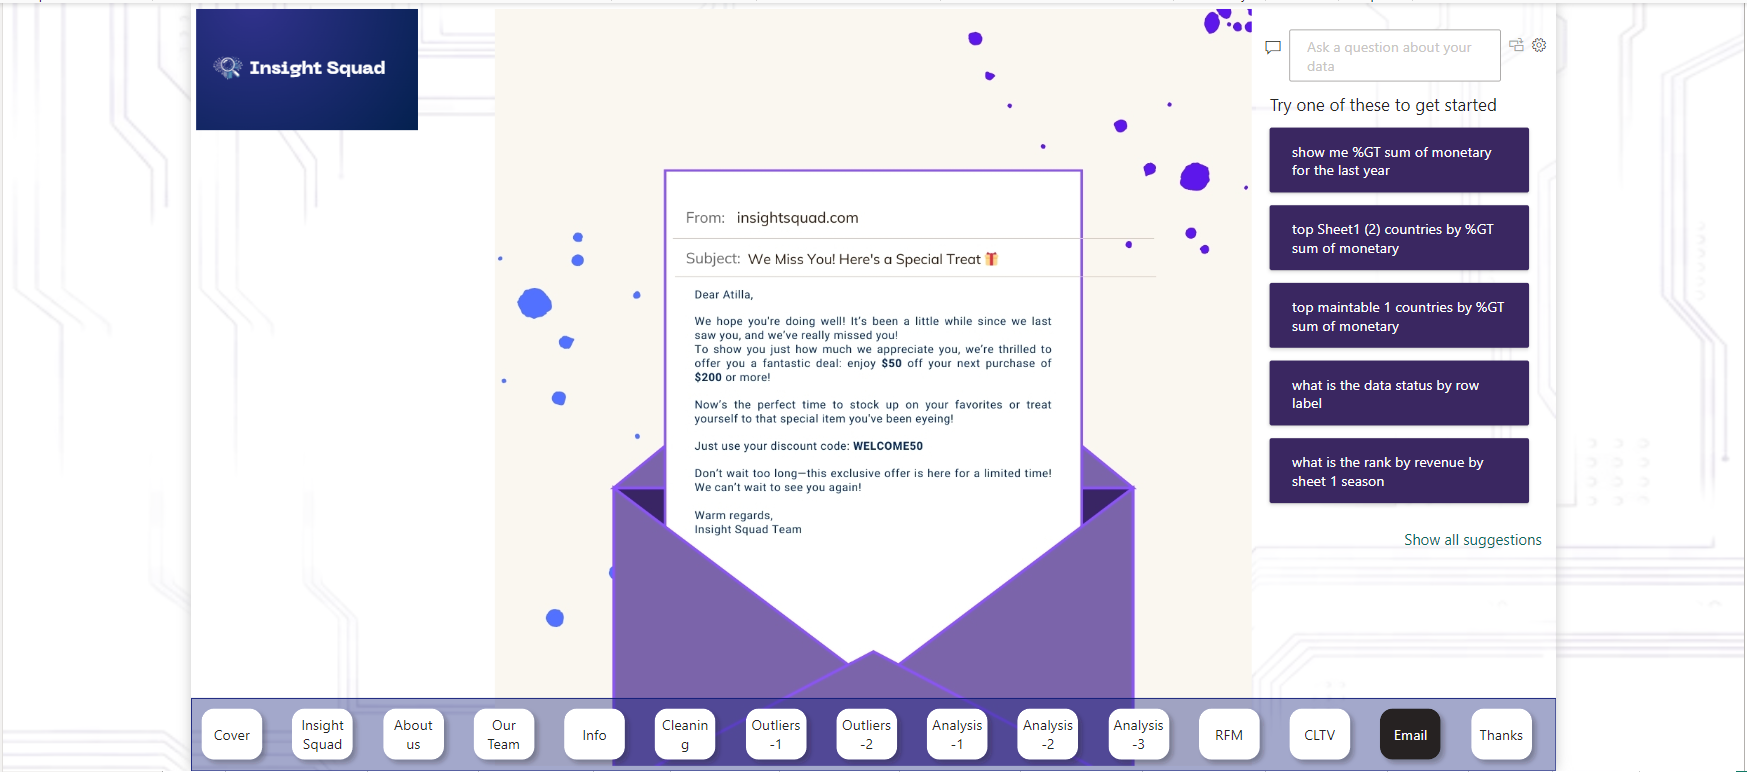 Insight Squad
Ask a question about your
data
Try one of these to get started
show me %GT sum of monetary
for the last year
top Sheet1 (2) countries by %GT
sum of monetary
top maintable 1 countries by %GT
sum of monetary
what is the data status by row
label
what is the rank by revenue by
sheet 1 season
Show all suggestions
From: insightsquad.com
Subject: We Miss You! Here's a Special Treat 🎁
Dear Atilla,
We hope you're doing well! It's been a little while since we last
saw you, and we've really missed you!
To show you just how much we appreciate you, we're thrilled to
offer you a fantastic deal: enjoy $50 off your next purchase of
$200 or more!
Now's the perfect time to stock up on your favorites or treat
yourself to that special item you've been eyeing!
Just use your discount code: WELCOME50
Don't wait too long—this exclusive offer is here for a limited time!
We can't wait to see you again!
Warm regards,
Insight Squad Team
Cover
Insight
Squad
About
us
Our
Team
Info
Cleanin
g
Outliers
-1
Outliers
-2
Analysis
-1
Analysis
-2
Analysis
-3
RFM
CLTV
Email
Thanks